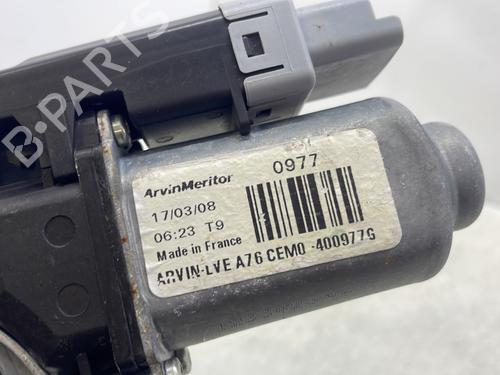 B-PARTS
ArvinMeritor 0977
17/03/08
06:23 T9
Made in France
ARVIN-LVE A76 CEM0 -400977G